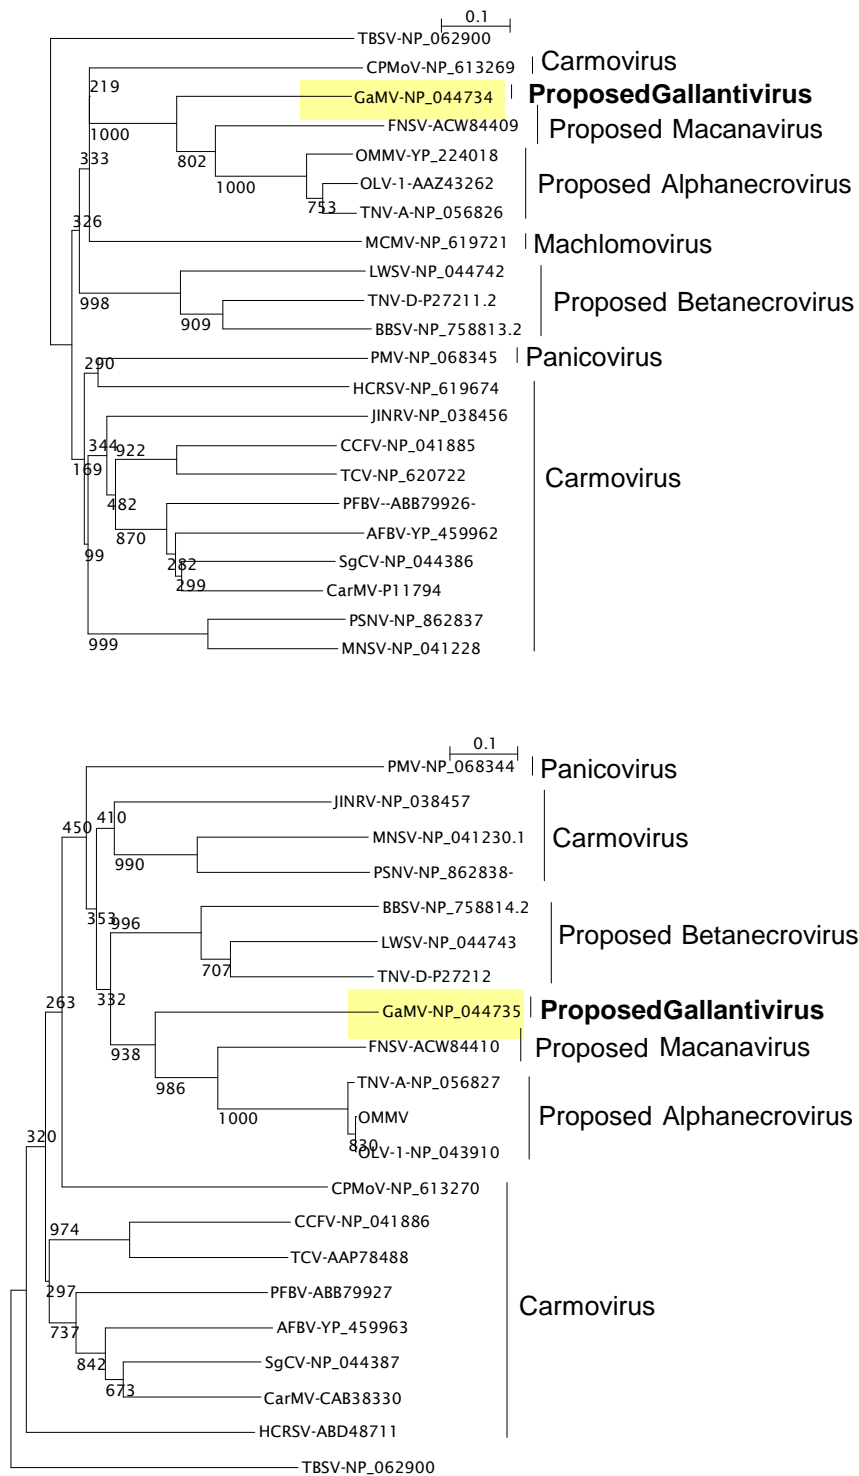 0.1
TBSV-NP_062900
CPMoV-NP_613269
Carmovirus
219
GaMV-NP_044734
ProposedGallantivirus
1000
FNSV-ACW84409
Proposed Macanavirus
333
802
OMMV-YP_224018
1000
OLV-1-AAZ43262
Proposed Alphanecrovirus
753
TNV-A-NP_056826
326
MCMV-NP_619721
Machlomovirus
LWSV-NP_044742
998
TNV-D-P27211.2
Proposed Betanecrovirus
909
BBSV-NP_758813.2
290
PMV-NP_068345
Panicovirus
HCRSV-NP_619674
JINRV-NP_038456
344
922
CCFV-NP_041885
169
TCV-NP_620722
Carmovirus
482
PFBV--ABB79926-
870
AFBV-YP_459962
99
282
SgCV-NP_044386
299
CarMV-P11794
PSNV-NP_862837
999
MNSV-NP_041228
0.1
PMV-NP_068344
Panicovirus
JINRV-NP_038457
450
410
MNSV-NP_041230.1
Carmovirus
990
PSNV-NP_862838-
BBSV-NP_758814.2
353
996
LWSV-NP_044743
Proposed Betanecrovirus
707
TNV-D-P27212
263
332
GaMV-NP_044735
ProposedGallantivirus
938
FNSV-ACW84410
Proposed Macanavirus
986
TNV-A-NP_056827
1000
OMMV
Proposed Alphanecrovirus
320
830
OLV-1-NP_043910
CPMoV-NP_613270
974
CCFV-NP_041886
TCV-AAP78488
297
PFBV-ABB79927
Carmovirus
737
AFBV-YP_459963
842
SgCV-NP_044387
673
CarMV-CAB38330
HCRSV-ABD48711
TBSV-NP_062900